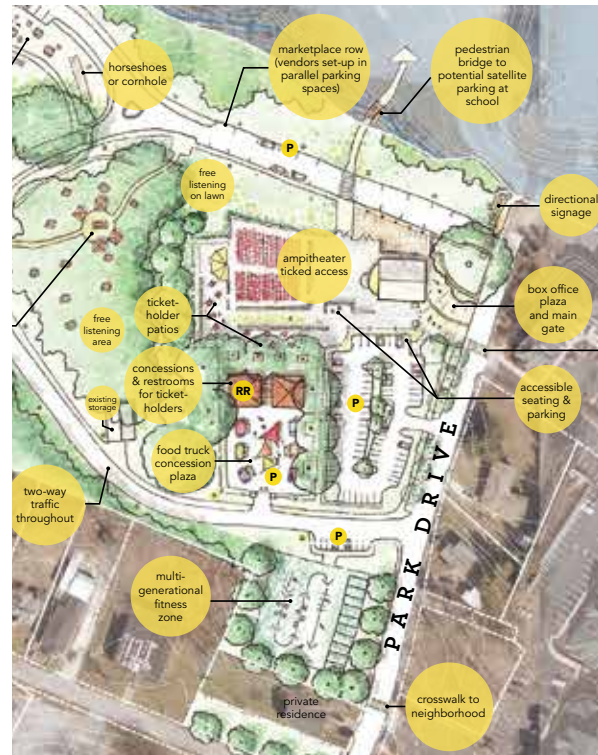 horseshoes
or cornhole
marketplace row
(vendors set-up in
parallel parking
spaces)
pedestrian
bridge to
potential satellite
parking at
school
P
free
listening
on lawn
directional
signage
ampitheater
ticked access
ticket-
holder
patios
box office
plaza
and main
gate
free
listening
area
concessions
& restrooms
for ticket-
holders
RR
accessible
seating &
parking
P
existing
storage
food truck
concession
plaza
P
two-way
traffic
throughout
P
PARK DRIVE
multi-
generational
fitness
zone
private
residence
crosswalk to
neighborhood